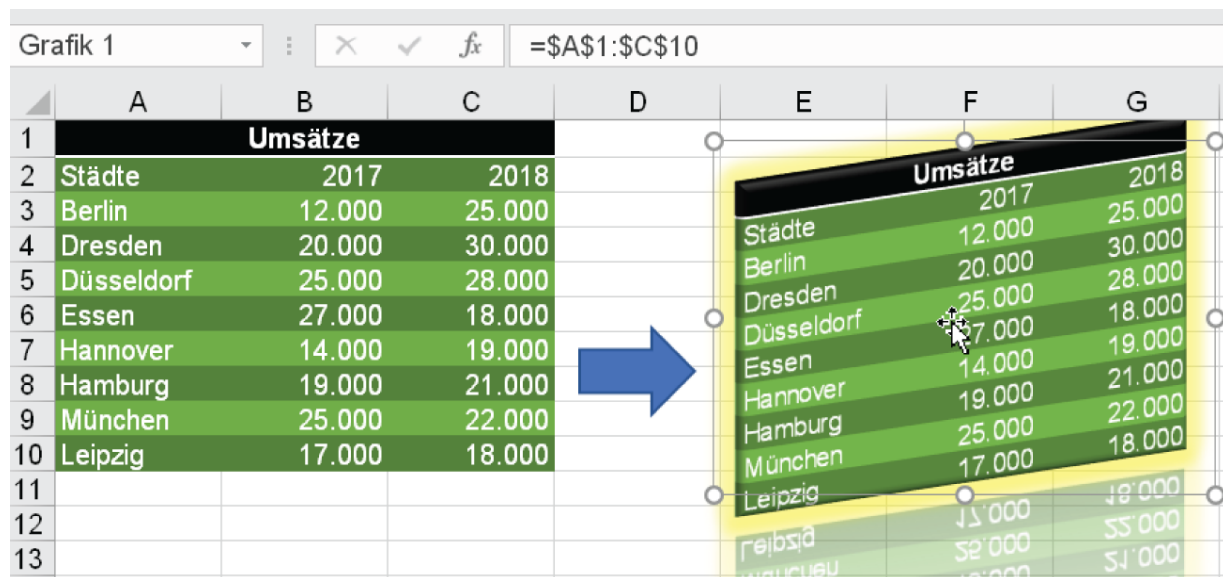 Grafik 1 fx =$A$1:$C$10
A B C D E F G
1 Umsätze
2 Städte 2017 2018
3 Berlin 12.000 25.000
4 Dresden 20.000 30.000
5 Düsseldorf 25.000 28.000
6 Essen 27.000 18.000
7 Hannover 14.000 19.000
8 Hamburg 19.000 21.000
9 München 25.000 22.000
10 Leipzig 17.000 18.000
11
12
13
Umsätze
Städte 2017 2018
Berlin 12.000 25.000
Dresden 20.000 30.000
Düsseldorf 25.000 28.000
Essen 27.000 18.000
Hannover 14.000 19.000
Hamburg 19.000 21.000
München 25.000 22.000
Leipzig 17.000 18.000